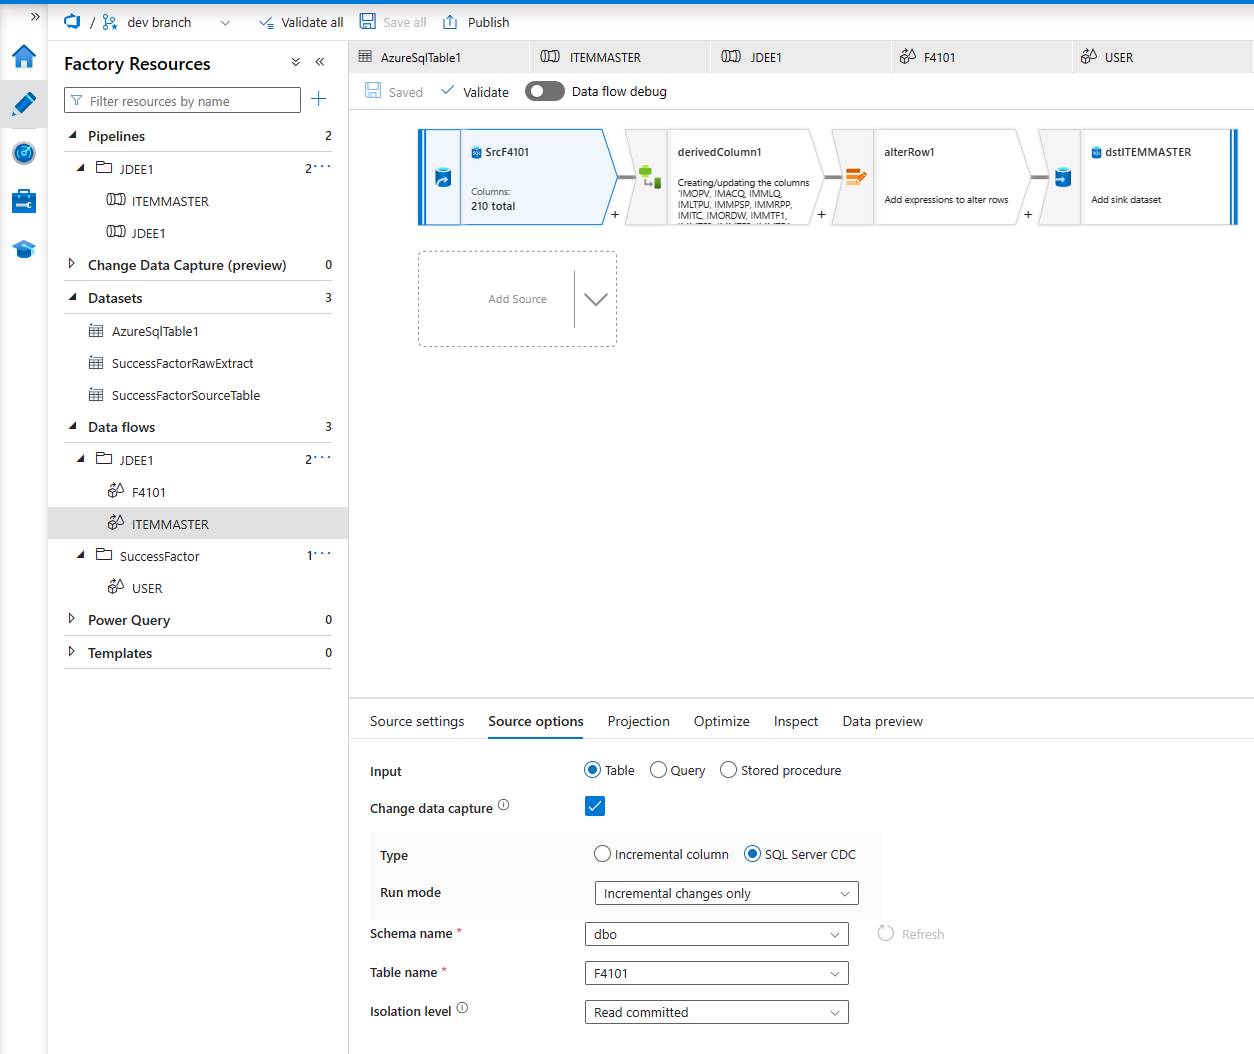 » / dev branch Validate all Save all Publish
Factory Resources
Filter resources by name
Pipelines 2
JDEE1 2 ...
ITEMMASTER
JDEE1
Change Data Capture (preview) 0
Datasets 3
AzureSqlTable1
SuccessFactorRawExtract
SuccessFactorSourceTable
Data flows 3
JDEE1 2 ...
F4101
ITEMMASTER
SuccessFactor 1 ...
USER
Power Query 0
Templates 0
AzureSqlTable1 ITEMMASTER JDEE1 F4101 USER
Saved Validate Data flow debug
SrcF4101
Columns:
210 total
+
derivedColumn1
Creating/updating the columns
'IMOPV, IMACQ, IMMLQ,
IMLTPU, IMMPSP, IMMRPP,
IMITC, IMORDW, IMMTF1,
+
alterRow1
Add expressions to alter rows
+
dstITEMMASTER
Add sink dataset
Add Source
Source settings Source options Projection Optimize Inspect Data preview
Input Table Query Stored procedure
Change data capture
Type Incremental column SQL Server CDC
Run mode Incremental changes only
Schema name * dbo Refresh
Table name * F4101
Isolation level Read committed